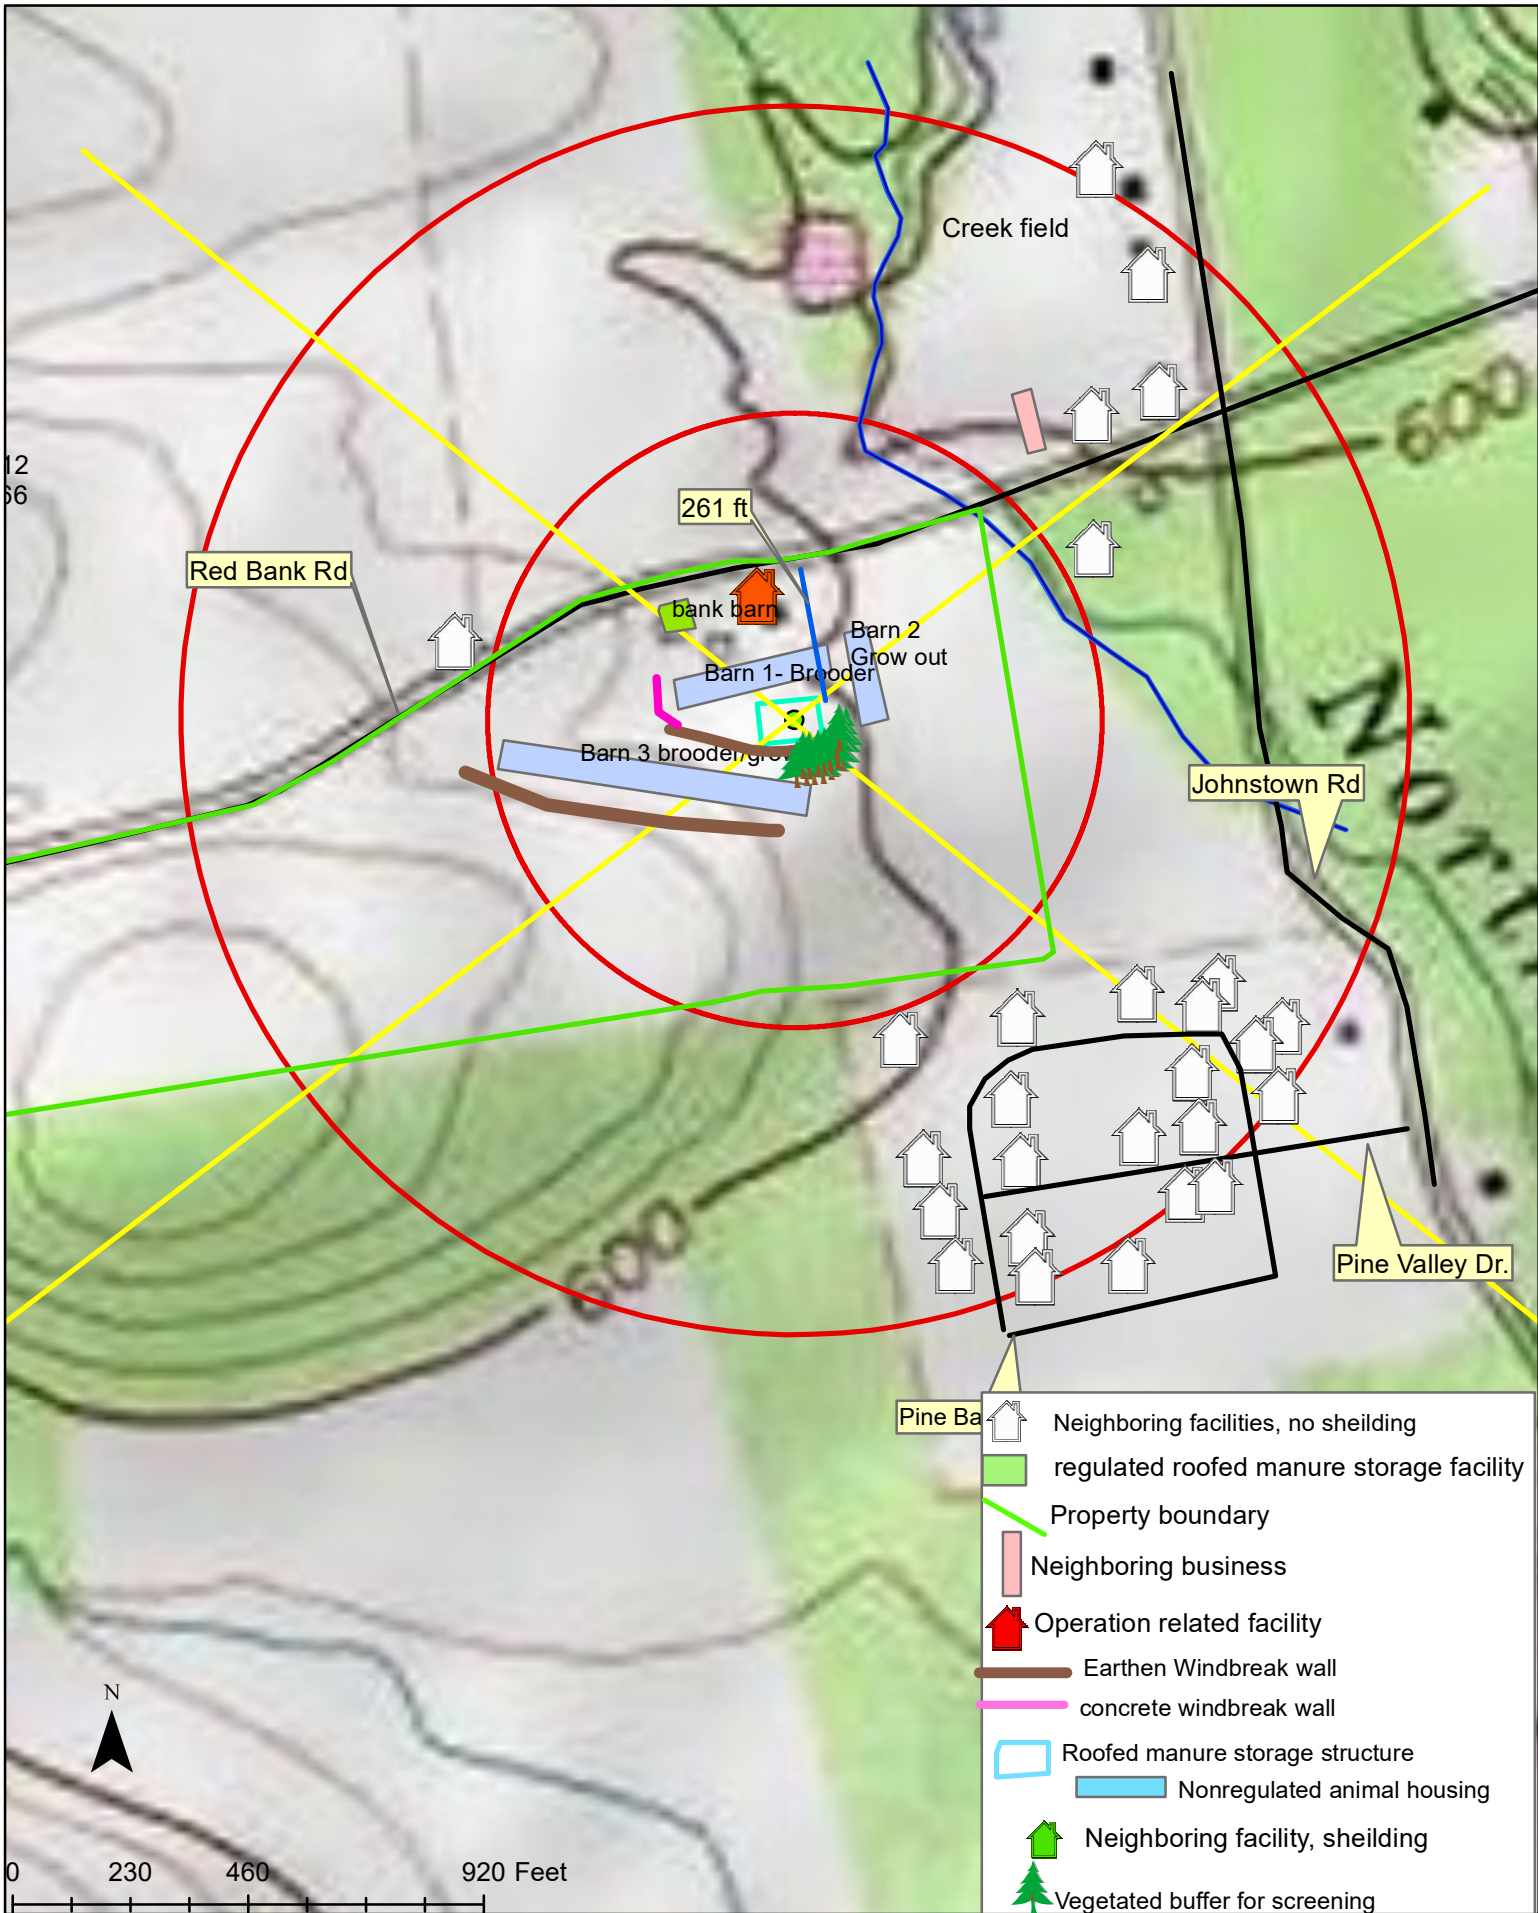 Creek field
600
12
66
261 ft
Red Bank Rd
bank barn
Barn 2
Grow out
Barn 1- Brooder
Barn 3 brooder/grow
Johnstown Rd
North
600
Pine Valley Dr.
Pine Ba
Neighboring facilities, no sheilding
regulated roofed manure storage facility
Property boundary
Neighboring business
Operation related facility
Earthen Windbreak wall
concrete windbreak wall
Roofed manure storage structure
Nonregulated animal housing
Neighboring facility, sheilding
Vegetated buffer for screening
N
0 230 460 920 Feet